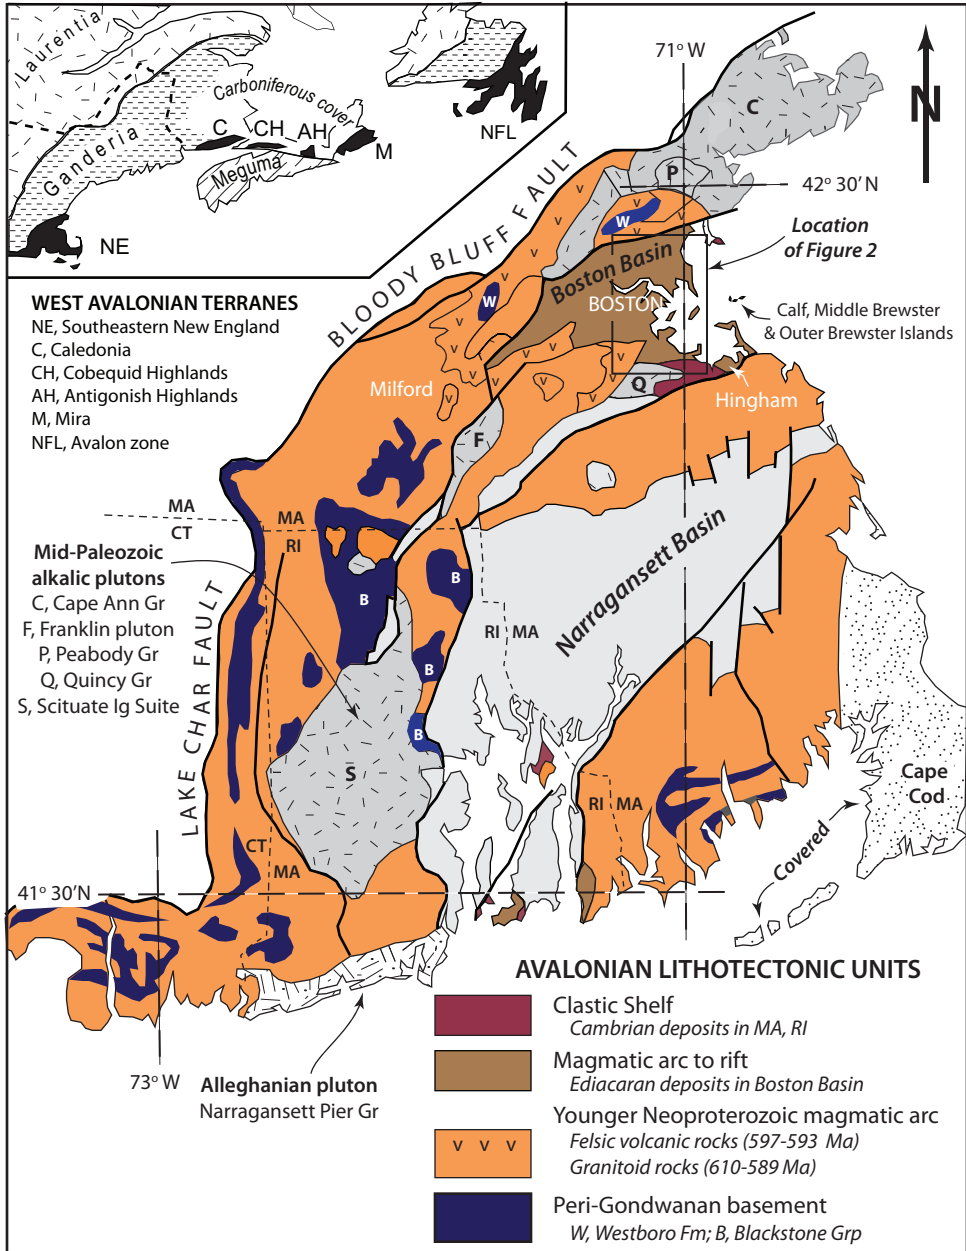 Laurentia
Ganderia
Carboniferous cover
C
CH
AH
M
Meguma
NFL
NE
71° W
N
C
P
42° 30' N
BLOODY BLUFF FAULT
W
Location
of Figure 2
Boston Basin
WEST AVALONIAN TERRANES
NE, Southeastern New England
C, Caledonia
CH, Cobequid Highlands
AH, Antigonish Highlands
M, Mira
NFL, Avalon zone
W
BOSTON
Calf, Middle Brewster
& Outer Brewster Islands
Milford
Q
Hingham
F
MA
CT
MA
RI
Mid-Paleozoic
alkalic plutons
C, Cape Ann Gr
F, Franklin pluton
P, Peabody Gr
Q, Quincy Gr
S, Scituate Ig Suite
B
B
B
B
RI
MA
Narragansett Basin
LAKE CHAR FAULT
S
RI
MA
Cape
Cod
Covered
CT
MA
41° 30'N
73° W
Alleghanian pluton
Narragansett Pier Gr
AVALONIAN LITHOTECTONIC UNITS
Clastic Shelf
Cambrian deposits in MA, RI
Magmatic arc to rift
Ediacaran deposits in Boston Basin
Younger Neoproterozoic magmatic arc
v v v
Felsic volcanic rocks (597-593 Ma)
Granitoid rocks (610-589 Ma)
Peri-Gondwanan basement
W, Westboro Fm; B, Blackstone Grp